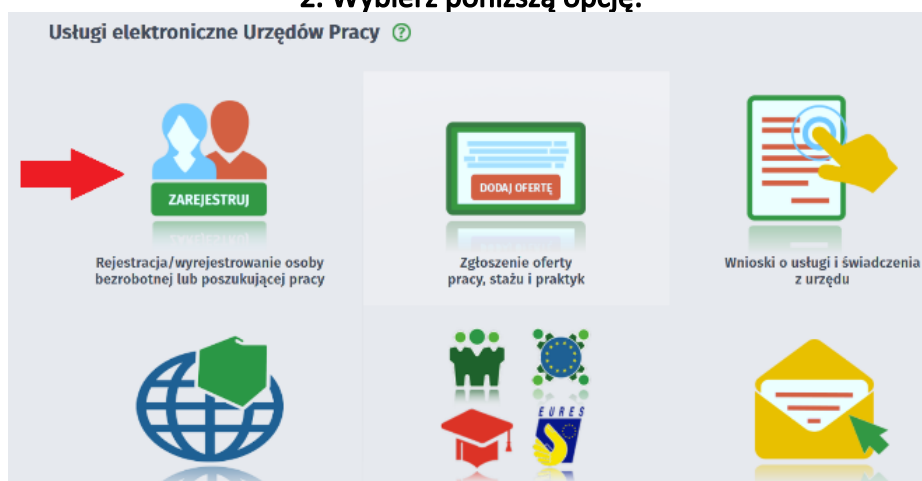 2. Wybierz poniższą opcję:
Usługi elektroniczne Urzędów Pracy ?
ZAREJESTRUJ
DODAJ OFERTĘ
Rejestracja/wyrejestrowanie osoby
bezrobotnej lub poszukującej pracy
Zgłoszenie oferty
pracy, stażu i praktyk
Wnioski o usługi i świadczenia
z urzędu
EURES